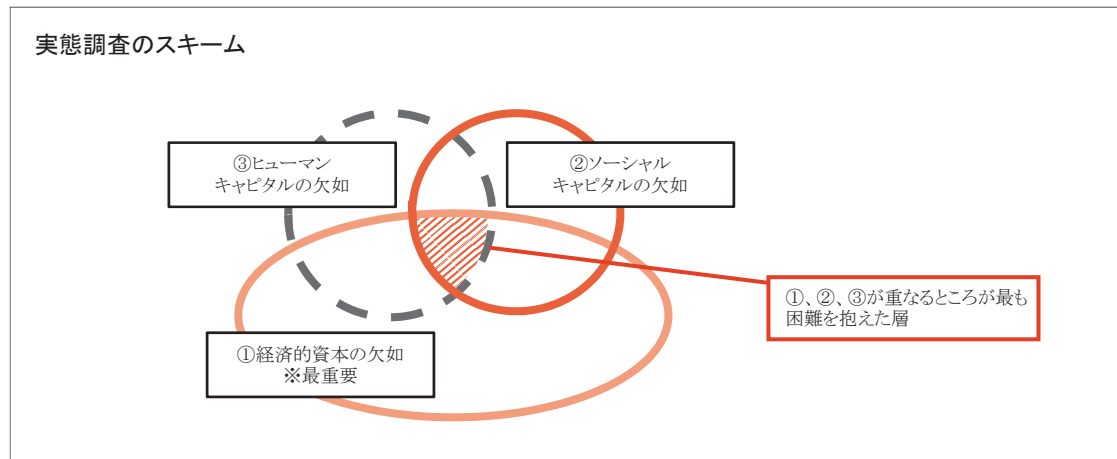 実態調査のスキーム
③ヒューマン
キャピタルの欠如
②ソーシャル
キャピタルの欠如
①、②、③が重なるところが最も
困難を抱えた層
①経済的資本の欠如
※最重要